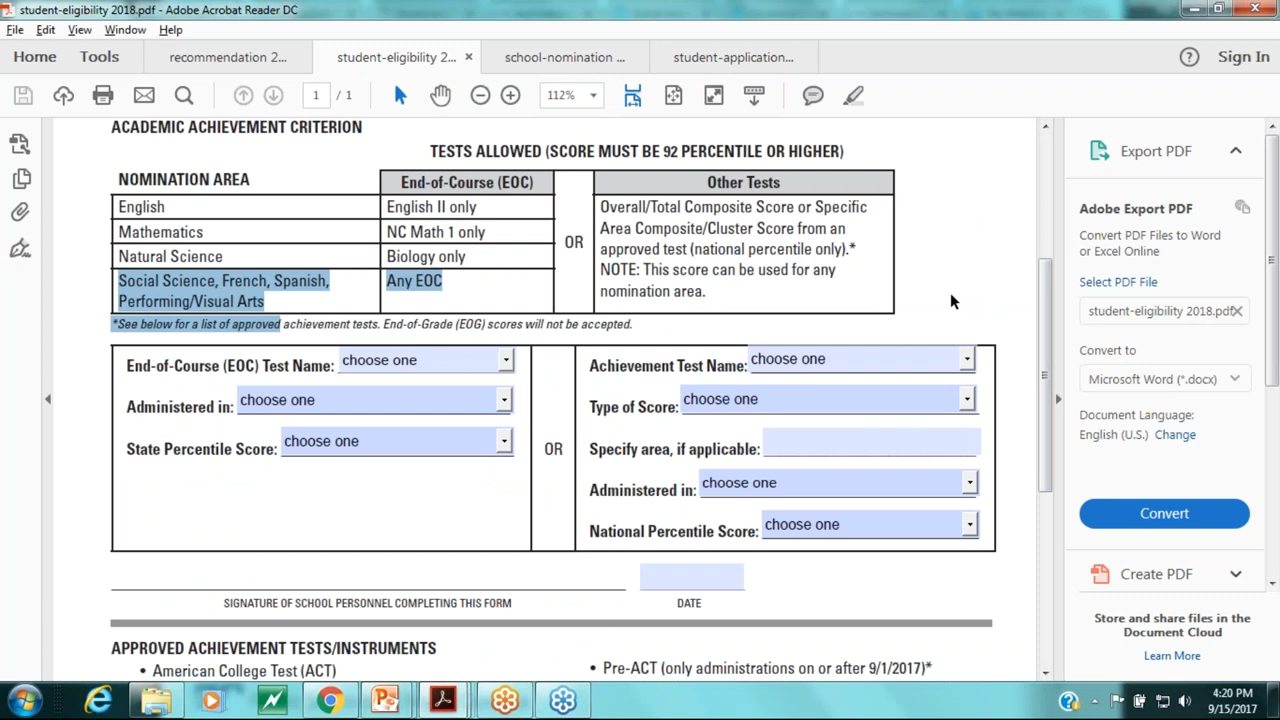 student-eligibility 2018.pdf - Adobe Acrobat Reader DC
File Edit View Window Help
Home Tools recommendation 2... student-eligibility 2... × school-nomination ... student-application... Sign In
1 / 1 112%
ACADEMIC ACHIEVEMENT CRITERION
TESTS ALLOWED (SCORE MUST BE 92 PERCENTILE OR HIGHER)
NOMINATION AREA End-of-Course (EOC) Other Tests
English English II only
Mathematics NC Math 1 only
Natural Science Biology only
Social Science, French, Spanish, Any EOC
Performing/Visual Arts
OR
Overall/Total Composite Score or Specific
Area Composite/Cluster Score from an
approved test (national percentile only).*
NOTE: This score can be used for any
nomination area.
*See below for a list of approved achievement tests. End-of-Grade (EOG) scores will not be accepted.
End-of-Course (EOC) Test Name: choose one
Administered in: choose one
State Percentile Score: choose one
OR
Achievement Test Name: choose one
Type of Score: choose one
Specify area, if applicable:
Administered in: choose one
National Percentile Score: choose one
SIGNATURE OF SCHOOL PERSONNEL COMPLETING THIS FORM DATE
APPROVED ACHIEVEMENT TESTS/INSTRUMENTS
• American College Test (ACT)
• Pre-ACT (only administrations on or after 9/1/2017)*
Export PDF
Adobe Export PDF
Convert PDF Files to Word
or Excel Online
Select PDF File
student-eligibility 2018.pdf
Convert to
Microsoft Word (*.docx)
Document Language:
English (U.S.) Change
Convert
Create PDF
Store and share files in the
Document Cloud
Learn More
4:20 PM
9/15/2017